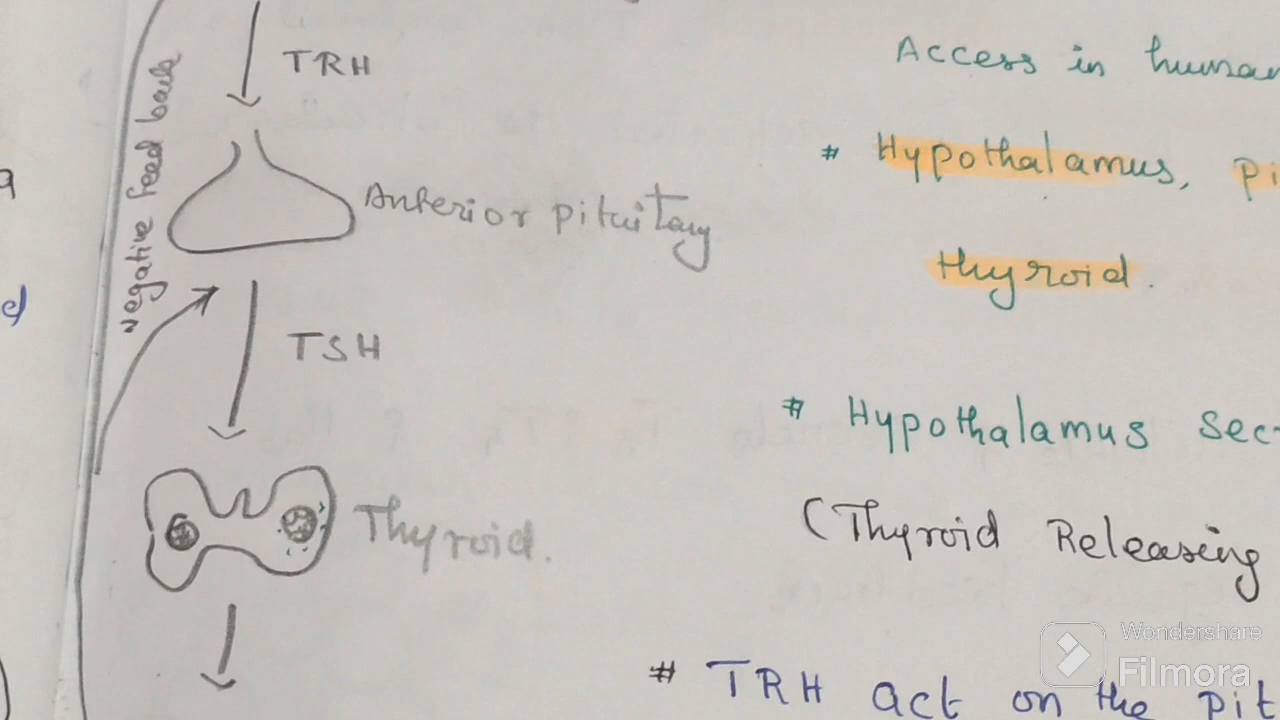 TRH
Negative feed back
Anterior pituitary
TSH
Thyroid.
Access in human
# Hypothalamus, pi
thyroid.
# Hypothalamus sec-
(Thyroid Releasing
# TRH act on the pit
Wondershare
Filmora